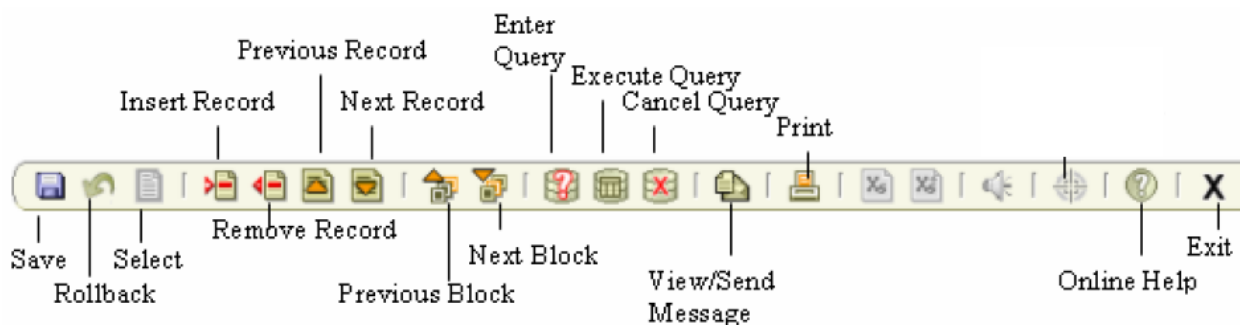 Enter
Query
Previous Record
Execute Query
Insert Record
Next Record
Cancel Query
Print
X
Save
Rollback
Select
Remove Record
Previous Block
Next Block
View/Send
Message
Online Help
Exit